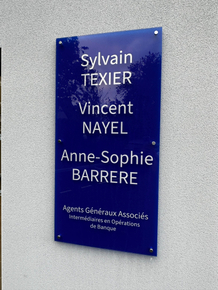 Sylvain
TEXIER
Vincent
NAYEL
Anne-Sophie
BARRERE
Agents Généraux Associés
Intermédiaires en Opérations
de Banque